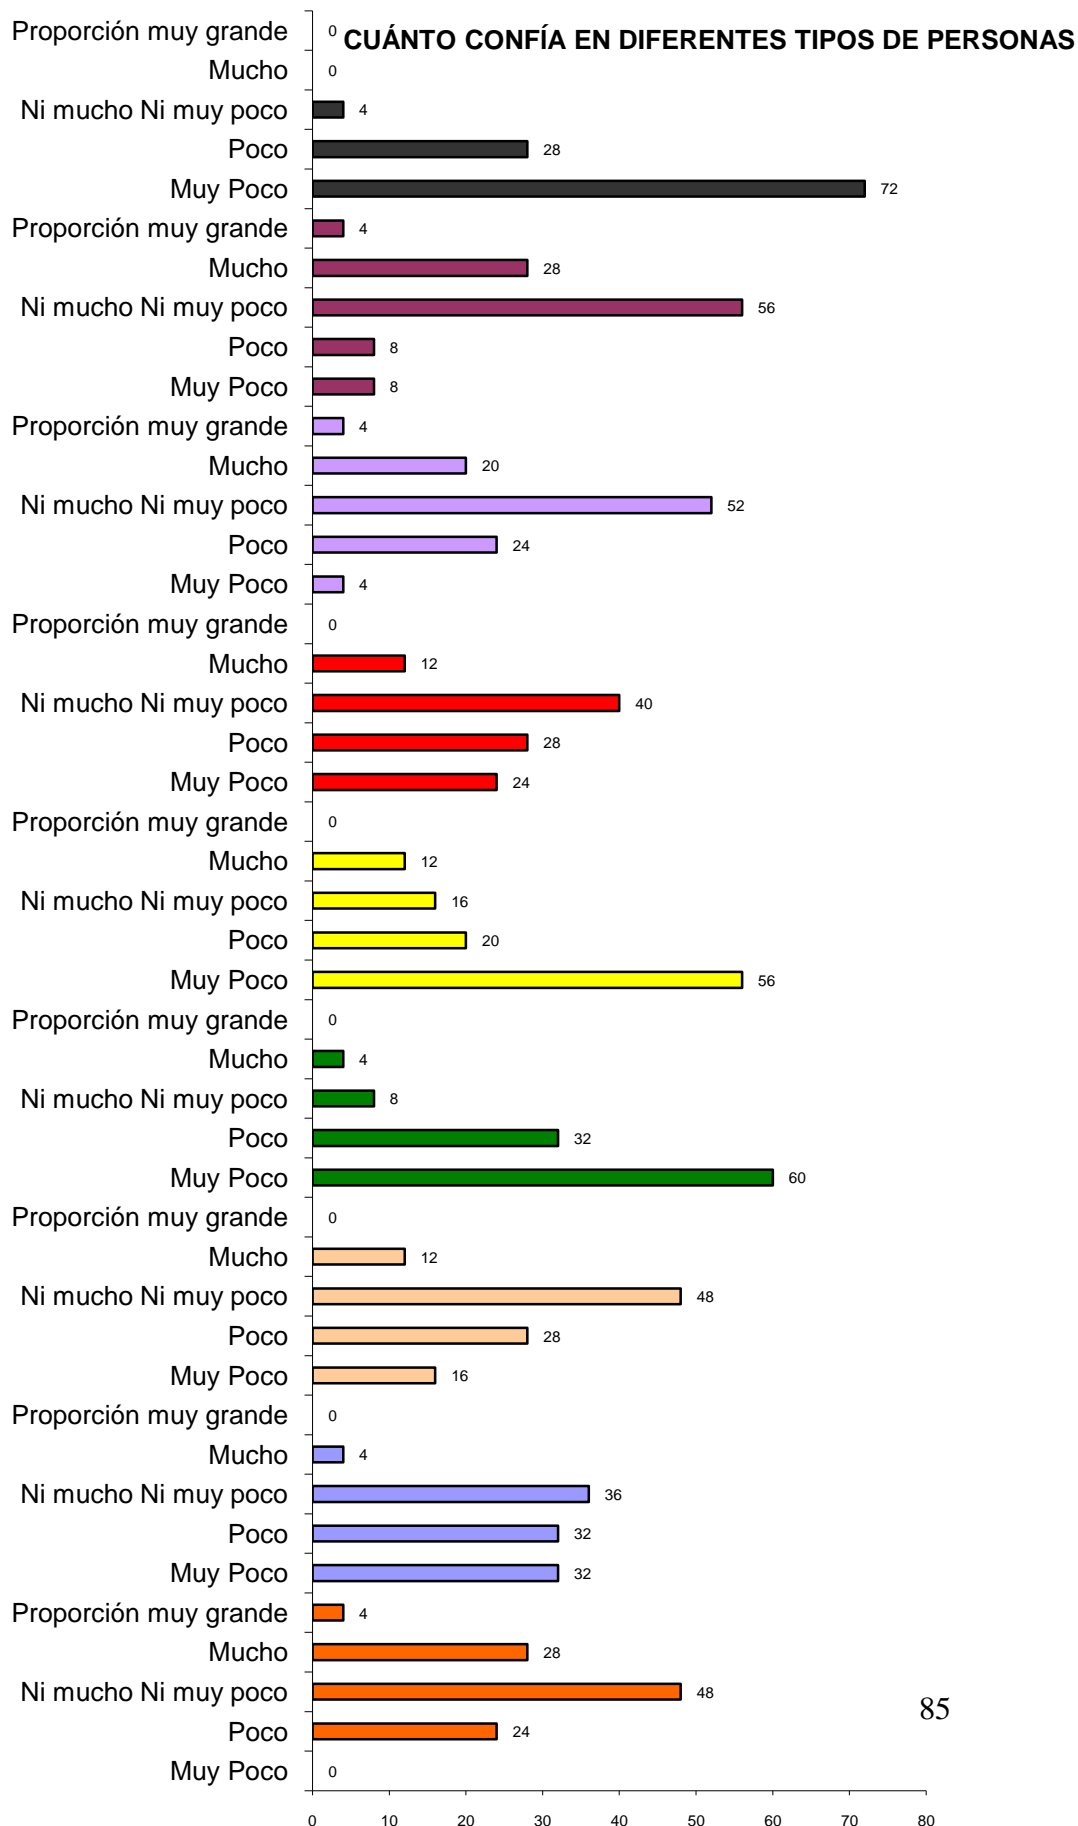 CUÁNTO CONFÍA EN DIFERENTES TIPOS DE PERSONAS
Proporción muy grande 0
Mucho 0
Ni mucho Ni muy poco 4
Poco 28
Muy Poco 72
Proporción muy grande 4
Mucho 28
Ni mucho Ni muy poco 56
Poco 8
Muy Poco 8
Proporción muy grande 4
Mucho 20
Ni mucho Ni muy poco 52
Poco 24
Muy Poco 4
Proporción muy grande 0
Mucho 12
Ni mucho Ni muy poco 40
Poco 28
Muy Poco 24
Proporción muy grande 0
Mucho 12
Ni mucho Ni muy poco 16
Poco 20
Muy Poco 56
Proporción muy grande 0
Mucho 4
Ni mucho Ni muy poco 8
Poco 32
Muy Poco 60
Proporción muy grande 0
Mucho 12
Ni mucho Ni muy poco 48
Poco 28
Muy Poco 16
Proporción muy grande 0
Mucho 4
Ni mucho Ni muy poco 36
Poco 32
Muy Poco 32
Proporción muy grande 4
Mucho 28
Ni mucho Ni muy poco 48
85
Poco 24
Muy Poco 0
0 10 20 30 40 50 60 70 80